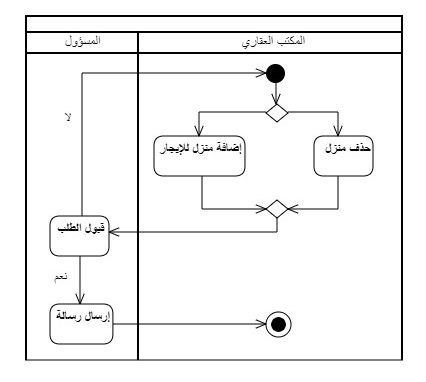 المكتب العقاري
المسؤول
لا
حذف منزل
إضافة منزل للإيجار
قبول الطلب
نعم
إرسال رسالة